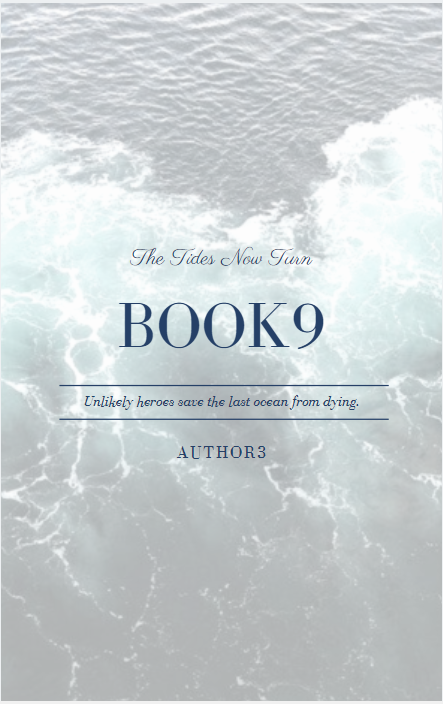 The Tides Now Turn
BOOK9
Unlikely heroes save the last ocean from dying.
AUTHOR3